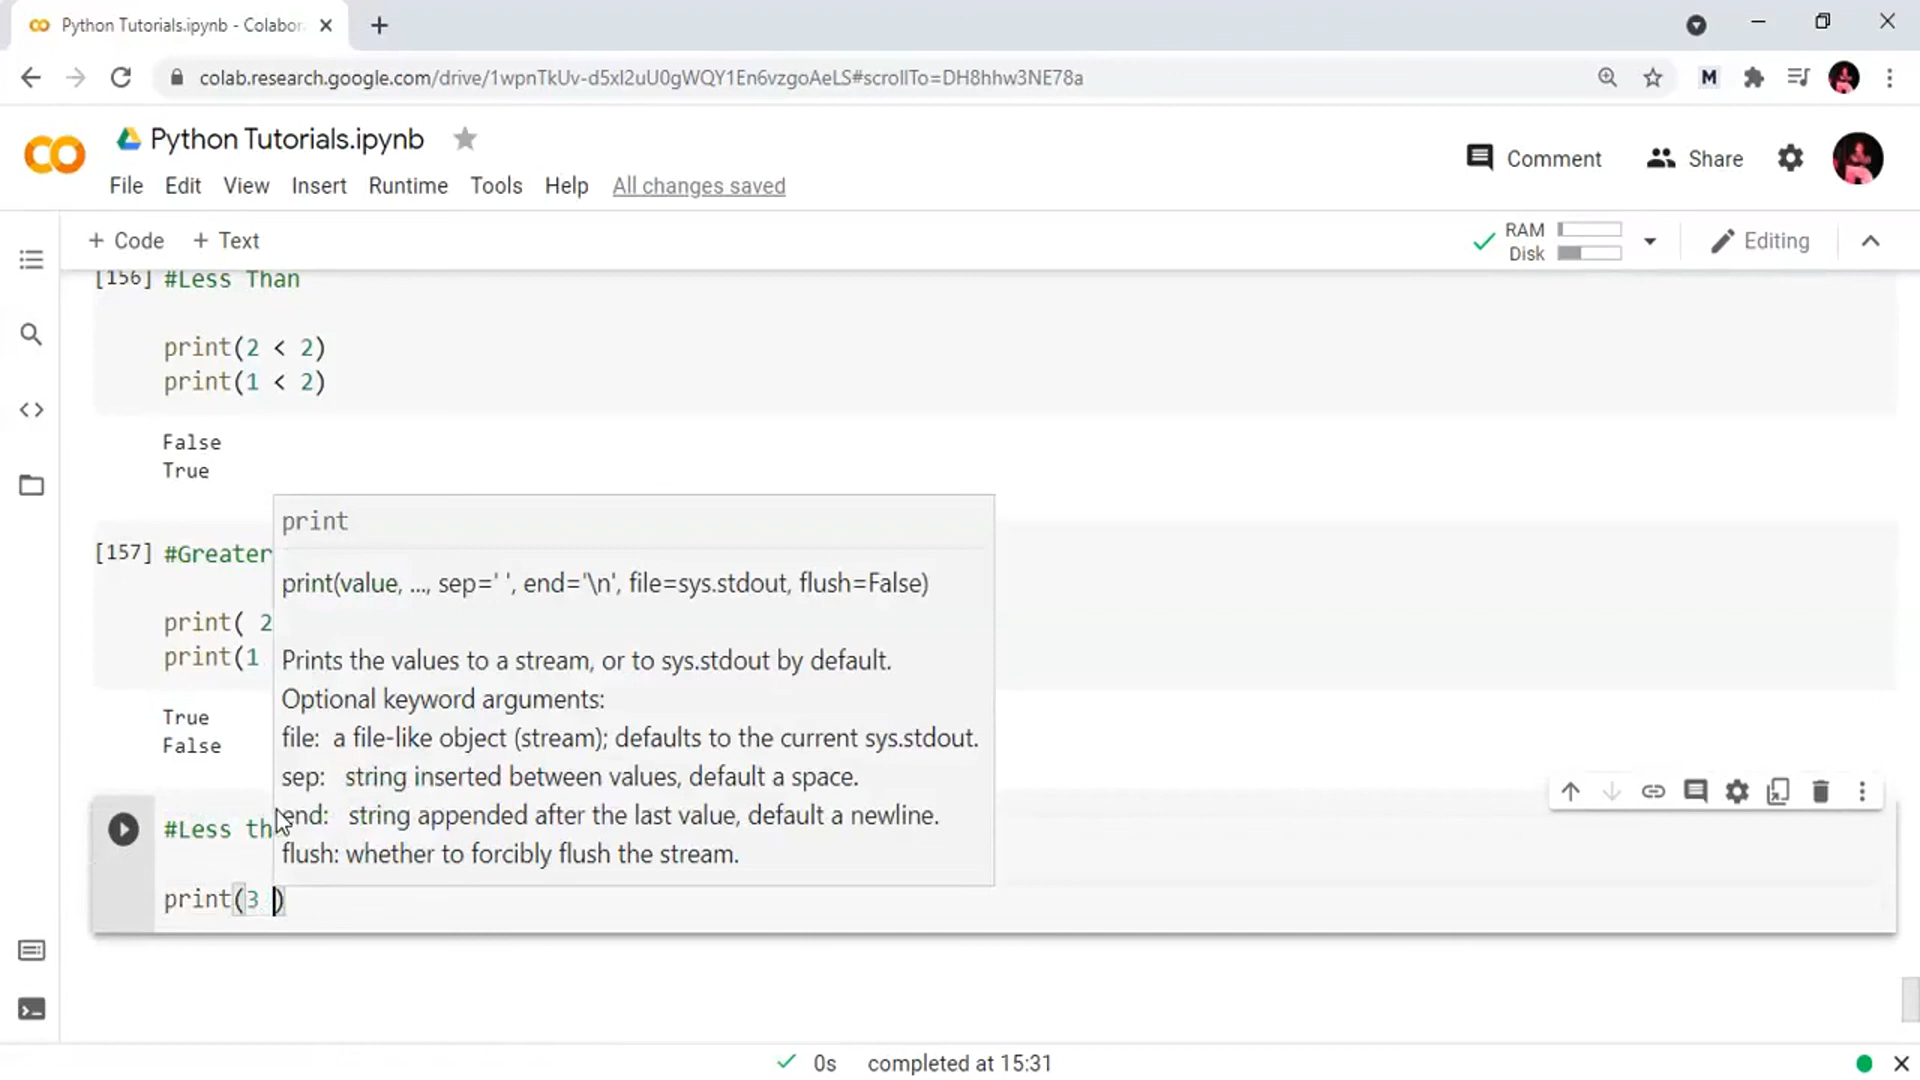 Python Tutorials.ipynb - Colabor
colab.research.google.com/drive/1wpnTkUv-d5xI2uU0gWQY1En6vzgoAeLS#scrollTo=DH8hhw3NE78a
M
Python Tutorials.ipynb
Comment
Share
File Edit View Insert Runtime Tools Help All changes saved
+ Code + Text
RAM
Disk
Editing
[156] #Less Than
print(2 < 2)
print(1 < 2)
False
True
print
[157] #Greater
print(value, ..., sep=' ', end='\n', file=sys.stdout, flush=False)
print( 2
print(1
Prints the values to a stream, or to sys.stdout by default.
Optional keyword arguments:
file: a file-like object (stream); defaults to the current sys.stdout.
sep: string inserted between values, default a space.
end: string appended after the last value, default a newline.
flush: whether to forcibly flush the stream.
True
False
#Less th
print(3 )
0s completed at 15:31